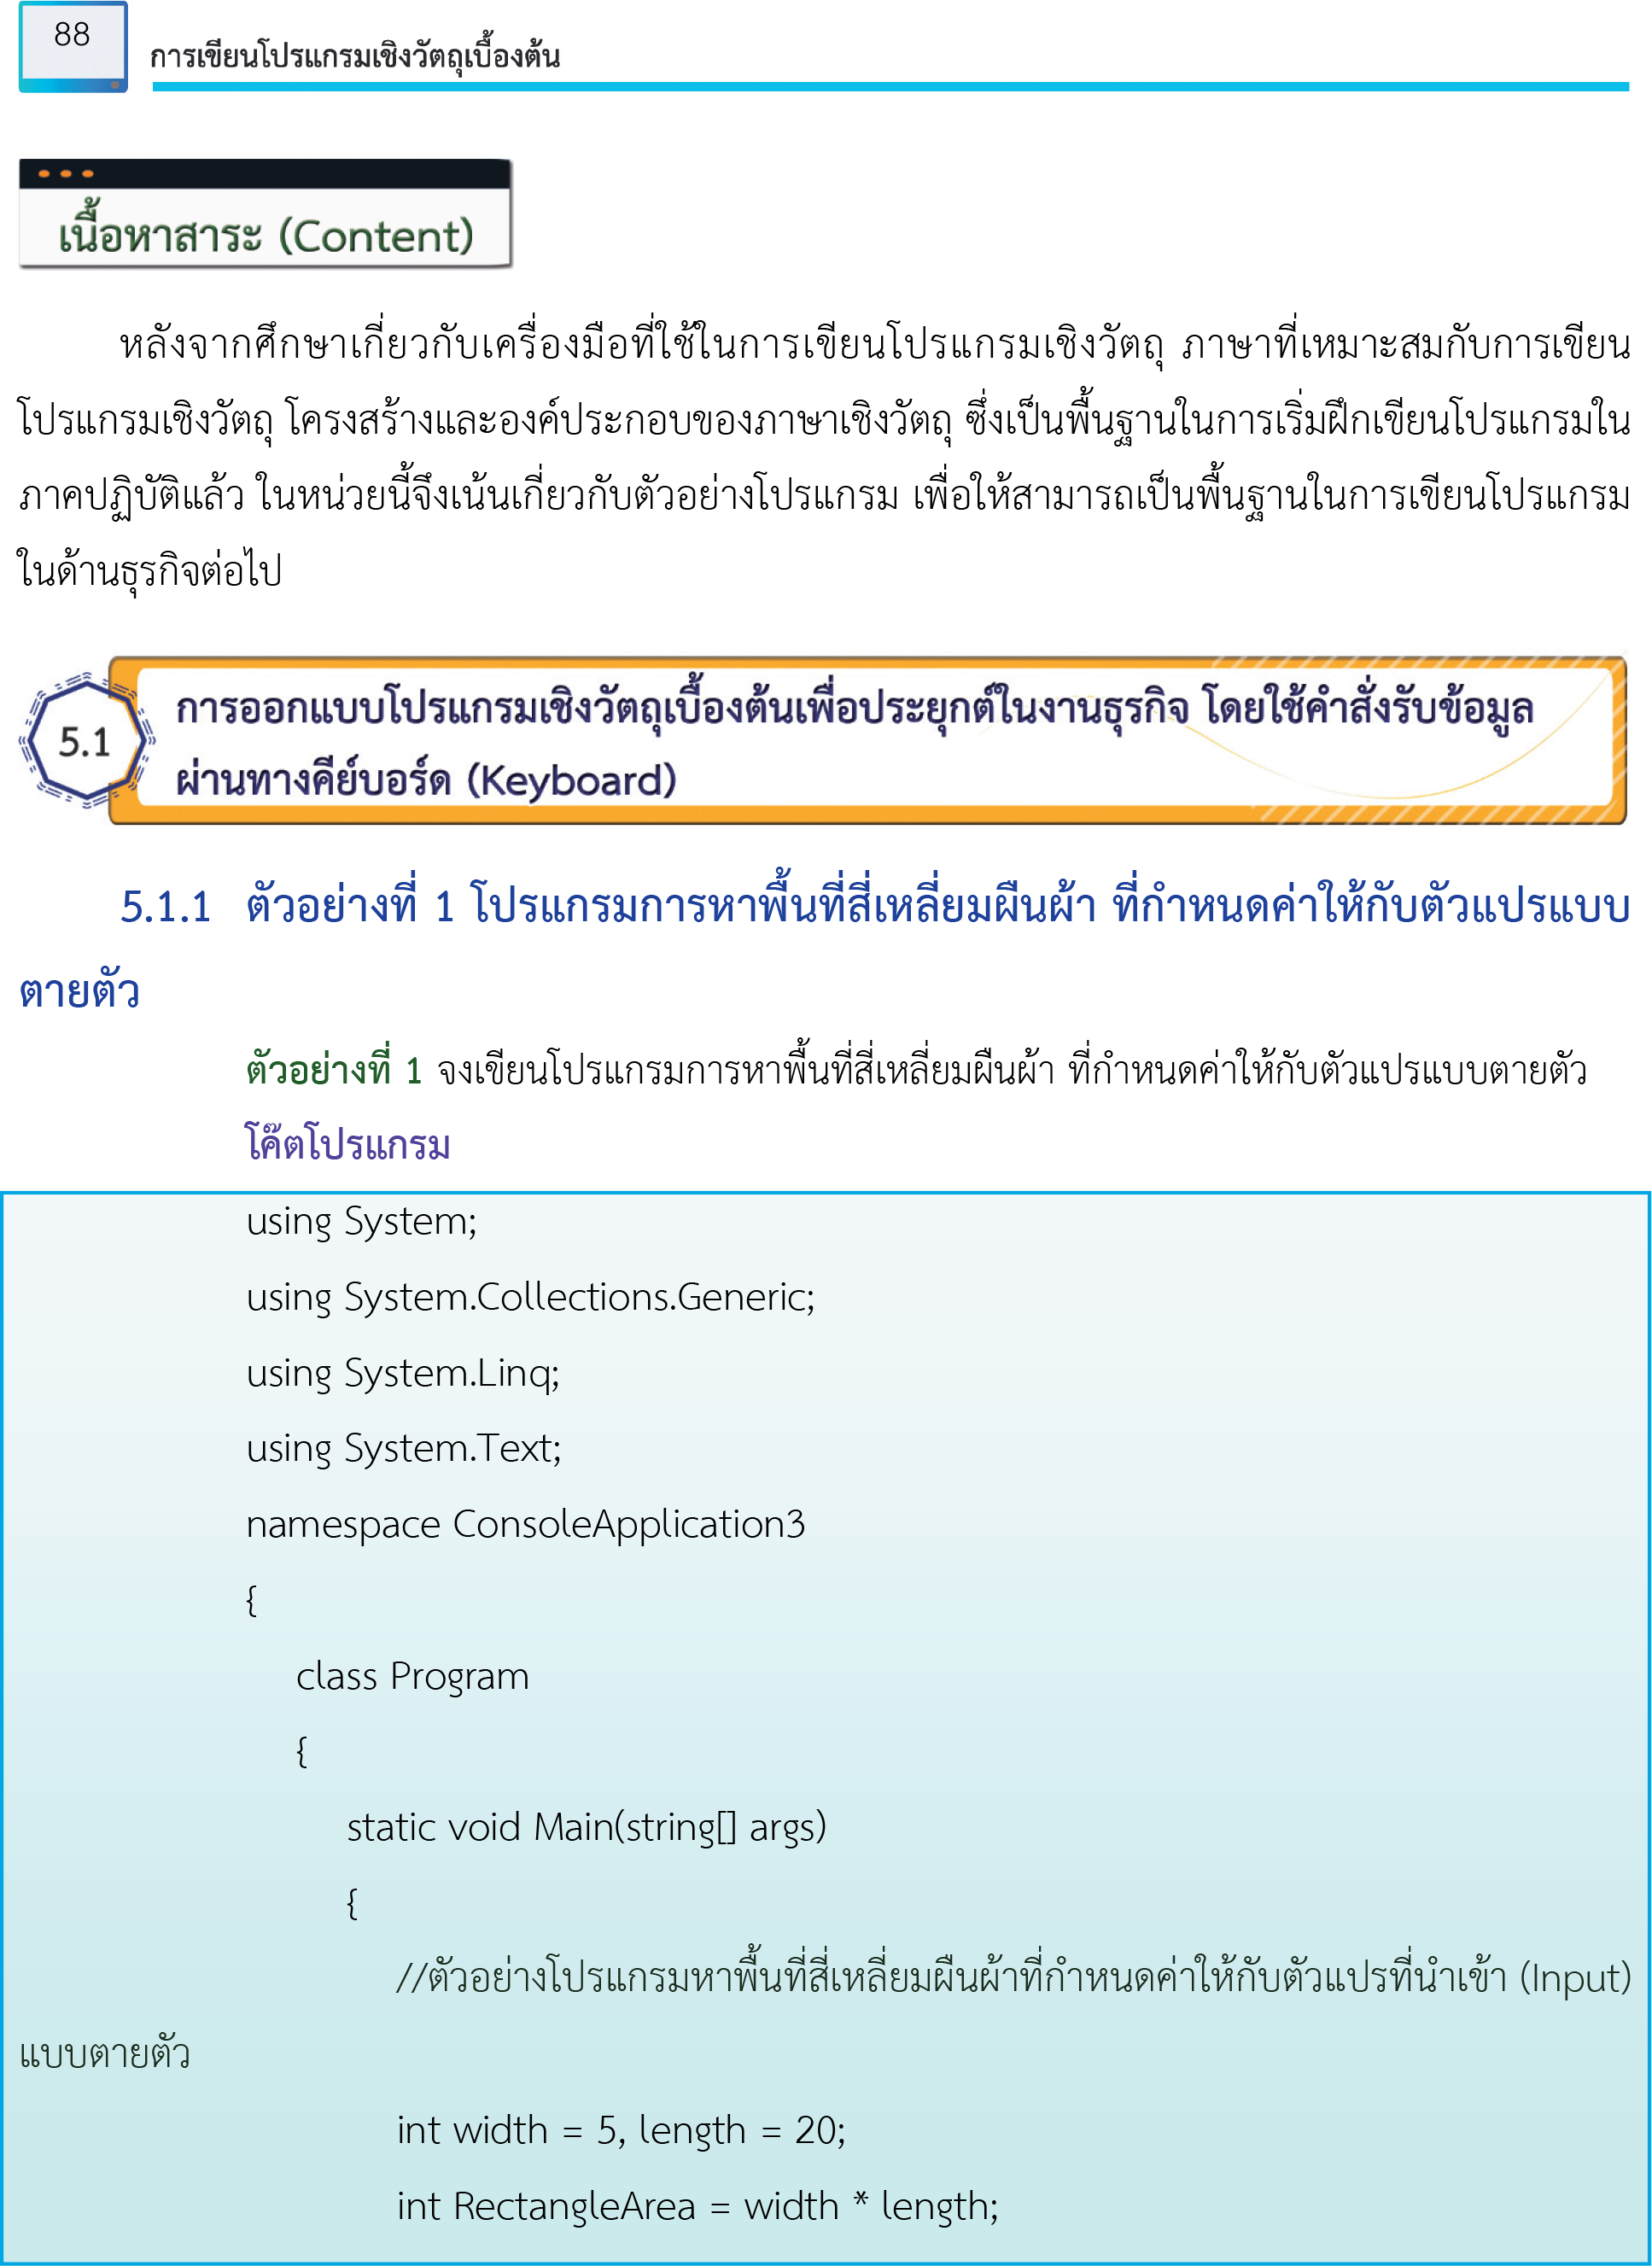 88
การเขียนโปรแกรมเชิงวัตถุเบื้องต้น
เนื้อหาสาระ (Content)
หลังจากศึกษาเกี่ยวกับเครื่องมือที่ใช้ในการเขียนโปรแกรมเชิงวัตถุ ภาษาที่เหมาะสมกับการเขียน
โปรแกรมเชิงวัตถุ โครงสร้างและองค์ประกอบของภาษาเชิงวัตถุ ซึ่งเป็นพื้นฐานในการเริ่มฝึกเขียนโปรแกรมใน
ภาคปฏิบัติแล้ว ในหน่วยนี้จึงเน้นเกี่ยวกับตัวอย่างโปรแกรม เพื่อให้สามารถเป็นพื้นฐานในการเขียนโปรแกรม
ในด้านธุรกิจต่อไป
5.1 การออกแบบโปรแกรมเชิงวัตถุเบื้องต้นเพื่อประยุกต์ในงานธุรกิจ โดยใช้คำสั่งรับข้อมูล
ผ่านทางคีย์บอร์ด (Keyboard)
5.1.1 ตัวอย่างที่ 1 โปรแกรมการหาพื้นที่สี่เหลี่ยมผืนผ้า ที่กำหนดค่าให้กับตัวแปรแบบ
ตายตัว
ตัวอย่างที่ 1 จงเขียนโปรแกรมการหาพื้นที่สี่เหลี่ยมผืนผ้า ที่กำหนดค่าให้กับตัวแปรแบบตายตัว
โค๊ตโปรแกรม
using System;
using System.Collections.Generic;
using System.Linq;
using System.Text;
namespace ConsoleApplication3
{
class Program
{
static void Main(string[] args)
{
//ตัวอย่างโปรแกรมหาพื้นที่สี่เหลี่ยมผืนผ้าที่กำหนดค่าให้กับตัวแปรที่นำเข้า (Input)
แบบตายตัว
int width = 5, length = 20;
int RectangleArea = width * length;